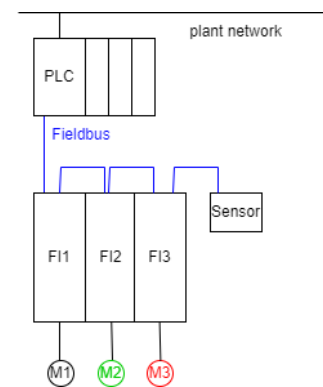 plant network
PLC
Fieldbus
Sensor
FI1 FI2 FI3
M1 M2 M3